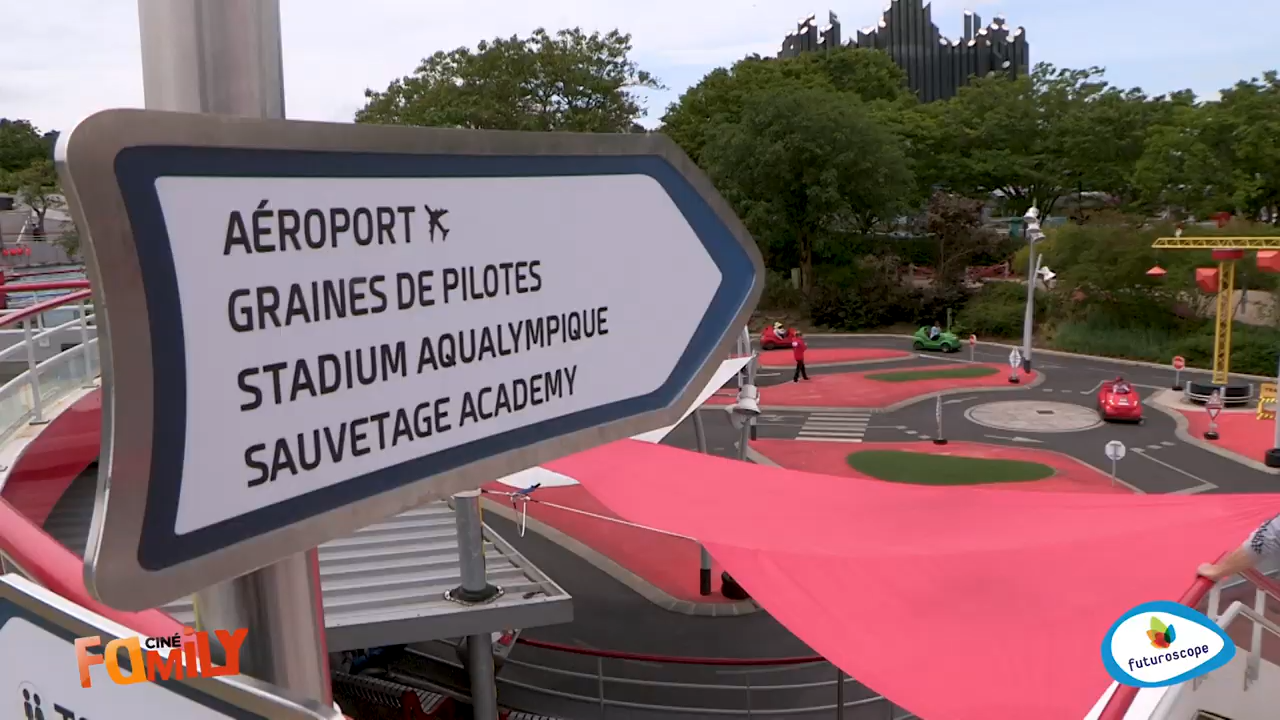 AÉROPORT
GRAINES DE PILOTES
STADIUM AQUALYMPIQUE
SAUVETAGE ACADEMY
CINÉ
FAMiLY
futuroscope